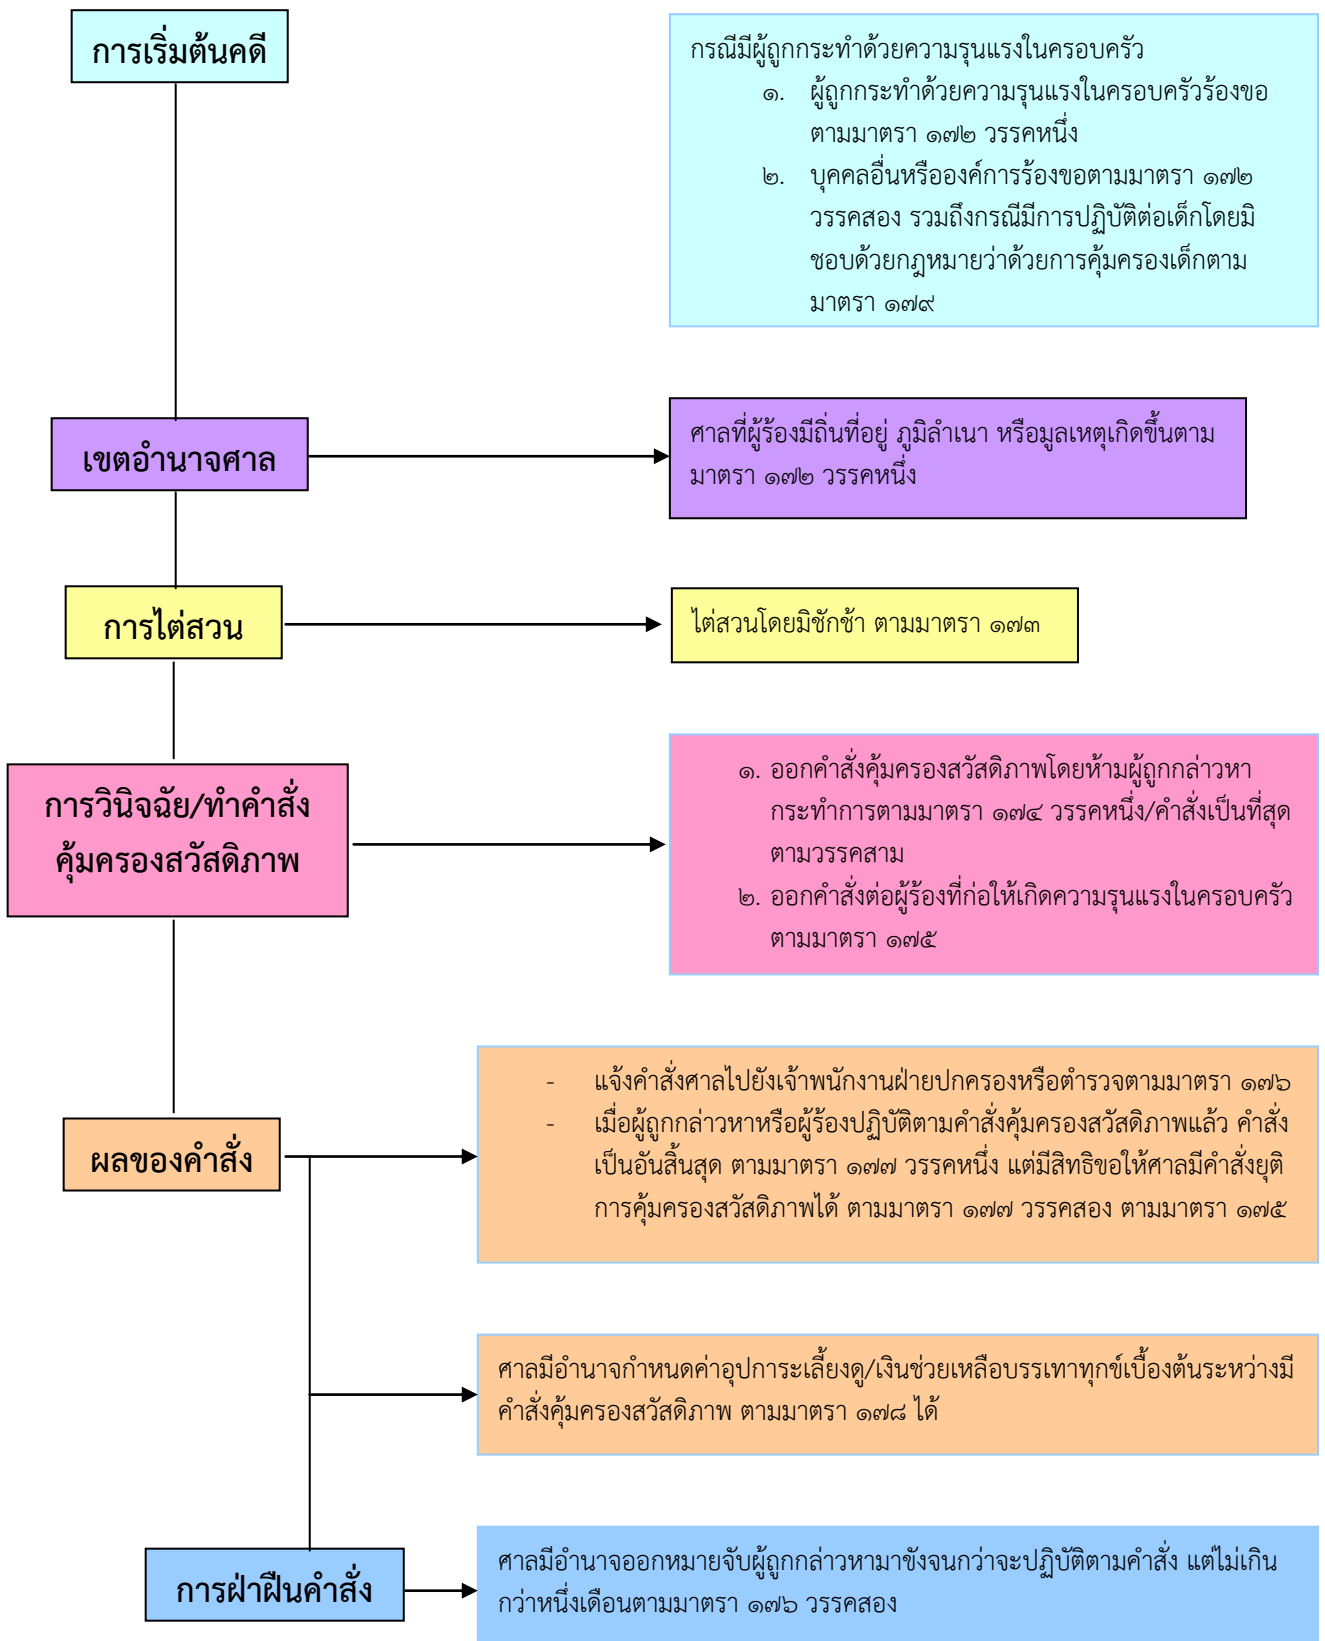 การเริ่มต้นคดี
กรณีมีผู้ถูกกระทำด้วยความรุนแรงในครอบครัว
๑. ผู้ถูกกระทำด้วยความรุนแรงในครอบครัวร้องขอ
ตามมาตรา ๑๗๒ วรรคหนึ่ง
๒. บุคคลอื่นหรือองค์การร้องขอตามมาตรา ๑๗๒
วรรคสอง รวมถึงกรณีมีการปฏิบัติต่อเด็กโดยมิ
ชอบด้วยกฎหมายว่าด้วยการคุ้มครองเด็กตาม
มาตรา ๑๗๙
เขตอำนาจศาล
ศาลที่ผู้ร้องมีถิ่นที่อยู่ ภูมิลำเนา หรือมูลเหตุเกิดขึ้นตาม
มาตรา ๑๗๒ วรรคหนึ่ง
การไต่สวน
ไต่สวนโดยมิชักช้า ตามมาตรา ๑๗๓
การวินิจฉัย/ทำคำสั่ง
คุ้มครองสวัสดิภาพ
๑. ออกคำสั่งคุ้มครองสวัสดิภาพโดยห้ามผู้ถูกกล่าวหา
กระทำการตามมาตรา ๑๗๔ วรรคหนึ่ง/คำสั่งเป็นที่สุด
ตามวรรคสาม
๒. ออกคำสั่งต่อผู้ร้องที่ก่อให้เกิดความรุนแรงในครอบครัว
ตามมาตรา ๑๗๕
ผลของคำสั่ง
- แจ้งคำสั่งศาลไปยังเจ้าพนักงานฝ่ายปกครองหรือตำรวจตามมาตรา ๑๗๖
- เมื่อผู้ถูกกล่าวหาหรือผู้ร้องปฏิบัติตามคำสั่งคุ้มครองสวัสดิภาพแล้ว คำสั่ง
เป็นอันสิ้นสุด ตามมาตรา ๑๗๗ วรรคหนึ่ง แต่มีสิทธิขอให้ศาลมีคำสั่งยุติ
การคุ้มครองสวัสดิภาพได้ ตามมาตรา ๑๗๗ วรรคสอง ตามมาตรา ๑๗๕
ศาลมีอำนาจกำหนดค่าอุปการะเลี้ยงดู/เงินช่วยเหลือบรรเทาทุกข์เบื้องต้นระหว่างมี
คำสั่งคุ้มครองสวัสดิภาพ ตามมาตรา ๑๗๘ ได้
การฝ่าฝืนคำสั่ง
ศาลมีอำนาจออกหมายจับผู้ถูกกล่าวหามาขังจนกว่าจะปฏิบัติตามคำสั่ง แต่ไม่เกิน
กว่าหนึ่งเดือนตามมาตรา ๑๗๖ วรรคสอง